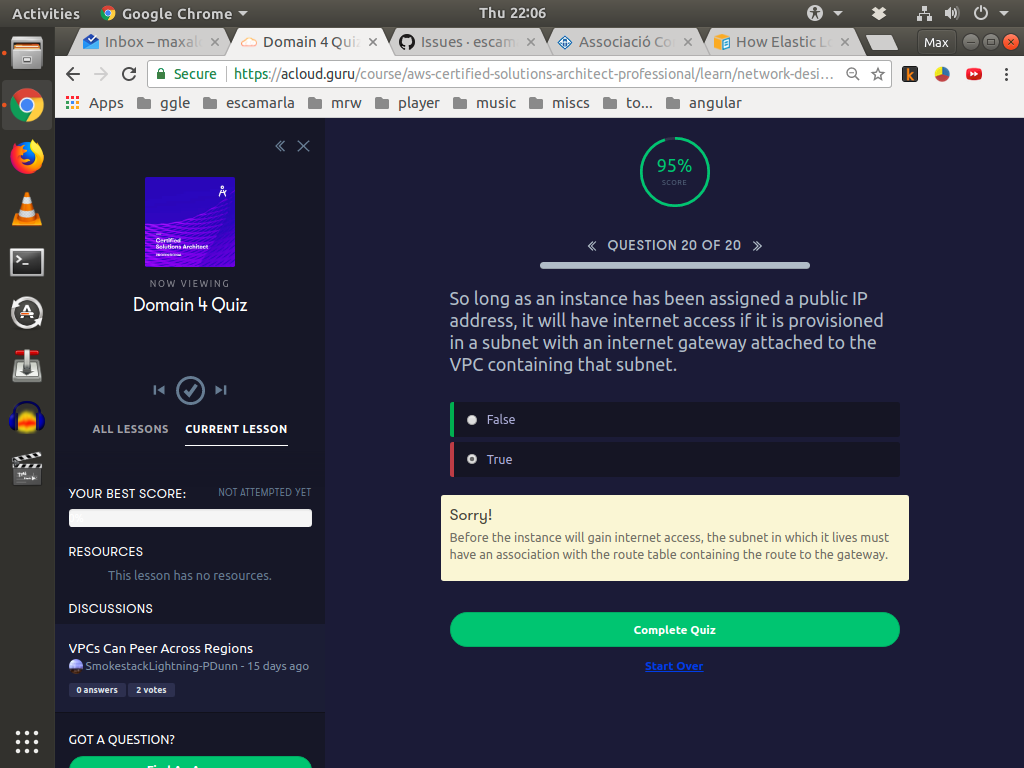 Activities Google Chrome Thu 22:06
Inbox – maxal Domain 4 Quiz Issues · escam Associació Co How Elastic L Max
Secure https://acloud.guru/course/aws-certified-solutions-architect-professional/learn/network-desi...
Apps ggle escamarla mrw player music miscs to... angular
Certified
Solutions Architect
NOW VIEWING
Domain 4 Quiz
ALL LESSONS CURRENT LESSON
YOUR BEST SCORE: NOT ATTEMPTED YET
RESOURCES
This lesson has no resources.
DISCUSSIONS
VPCs Can Peer Across Regions
SmokestackLightning-PDunn - 15 days ago
0 answers 2 votes
GOT A QUESTION?
95%
SCORE
« QUESTION 20 OF 20 »
So long as an instance has been assigned a public IP
address, it will have internet access if it is provisioned
in a subnet with an internet gateway attached to the
VPC containing that subnet.
False
True
Sorry!
Before the instance will gain internet access, the subnet in which it lives must
have an association with the route table containing the route to the gateway.
Complete Quiz
Start Over